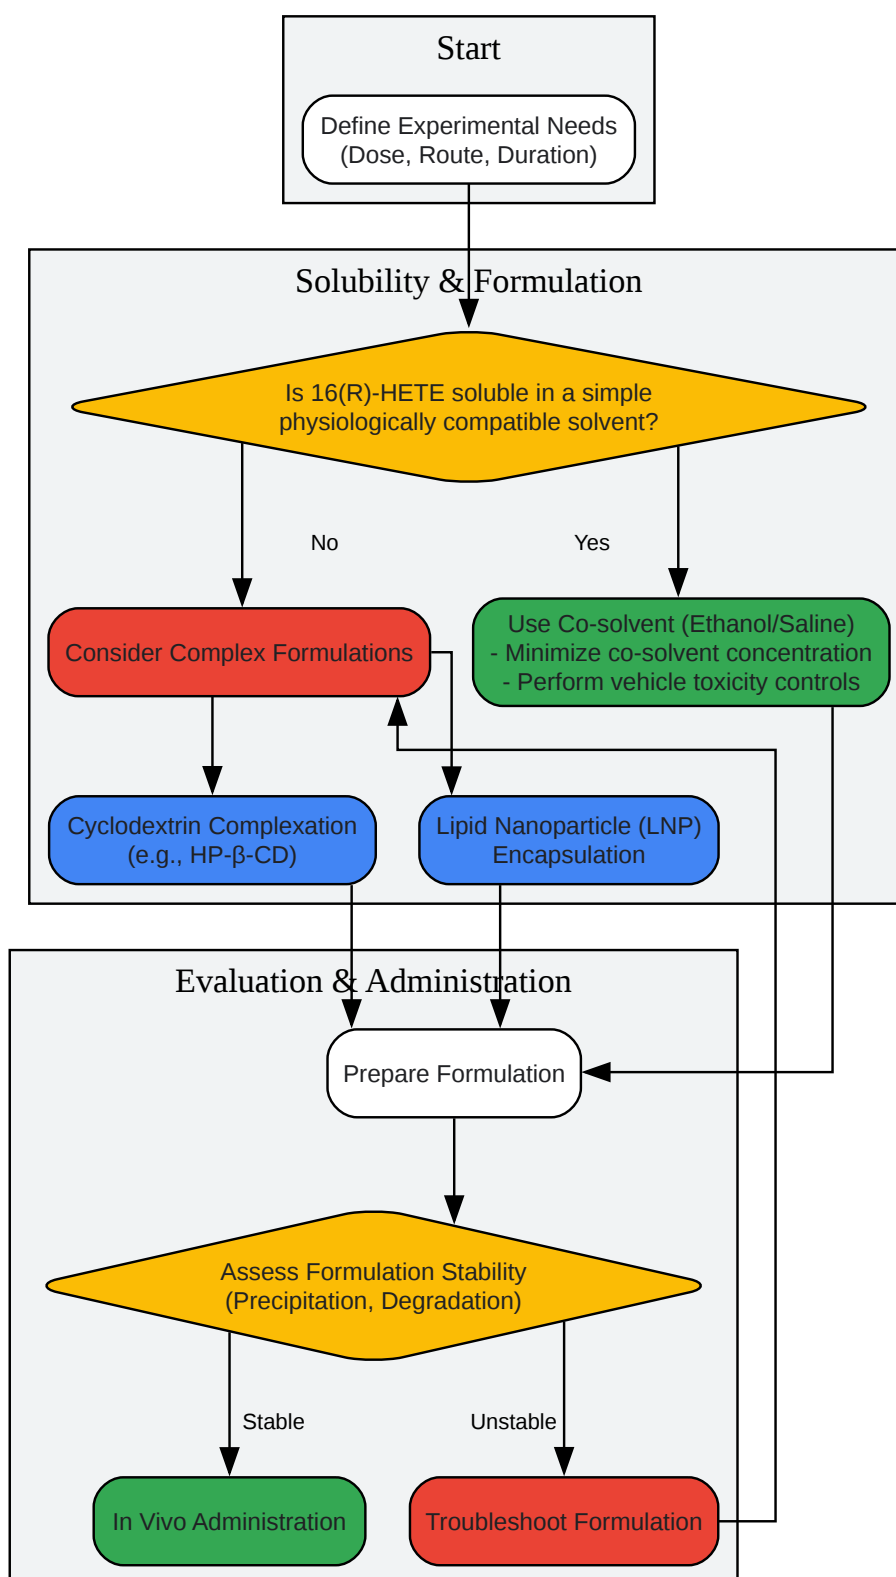 Start
Define Experimental Needs
(Dose, Route, Duration)
Solubility & Formulation
Is 16(R)-HETE soluble in a simple
physiologically compatible solvent?
No
Yes
Consider Complex Formulations
Use Co-solvent (Ethanol/Saline)
- Minimize co-solvent concentration
- Perform vehicle toxicity controls
Cyclodextrin Complexation
(e.g., HP-β-CD)
Lipid Nanoparticle (LNP)
Encapsulation
Evaluation & Administration
Prepare Formulation
Assess Formulation Stability
(Precipitation, Degradation)
Stable
Unstable
In Vivo Administration
Troubleshoot Formulation